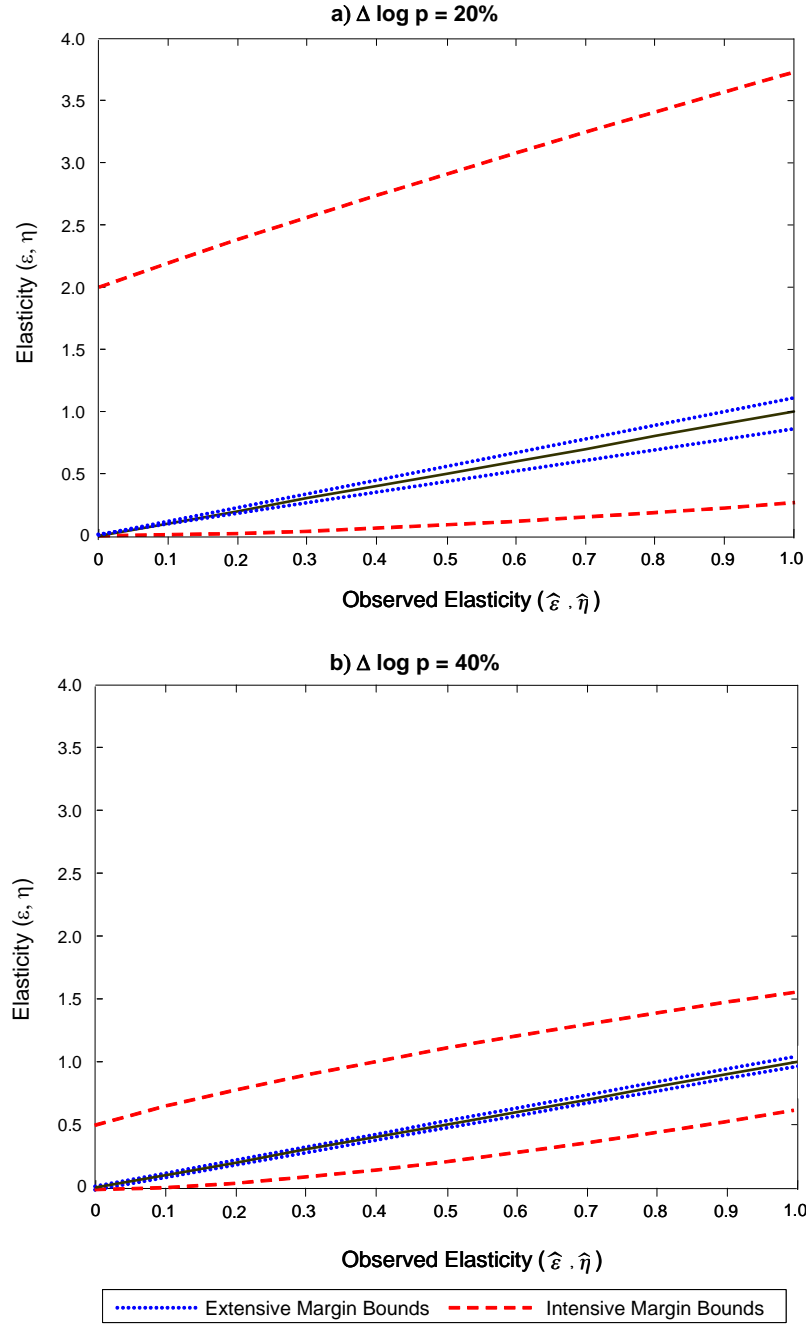 a) Δ log p = 20%
4.0
3.5
3.0
2.5
2.0
1.5
1.0
0.5
0
Elasticity (ε, η)
0 0.1 0.2 0.3 0.4 0.5 0.6 0.7 0.8 0.9 1.0
Observed Elasticity (ε̂ , η̂)
b) Δ log p = 40%
4.0
3.5
3.0
2.5
2.0
1.5
1.0
0.5
0
Elasticity (ε, η)
0 0.1 0.2 0.3 0.4 0.5 0.6 0.7 0.8 0.9 1.0
Observed Elasticity (ε̂ , η̂)
Extensive Margin Bounds Intensive Margin Bounds